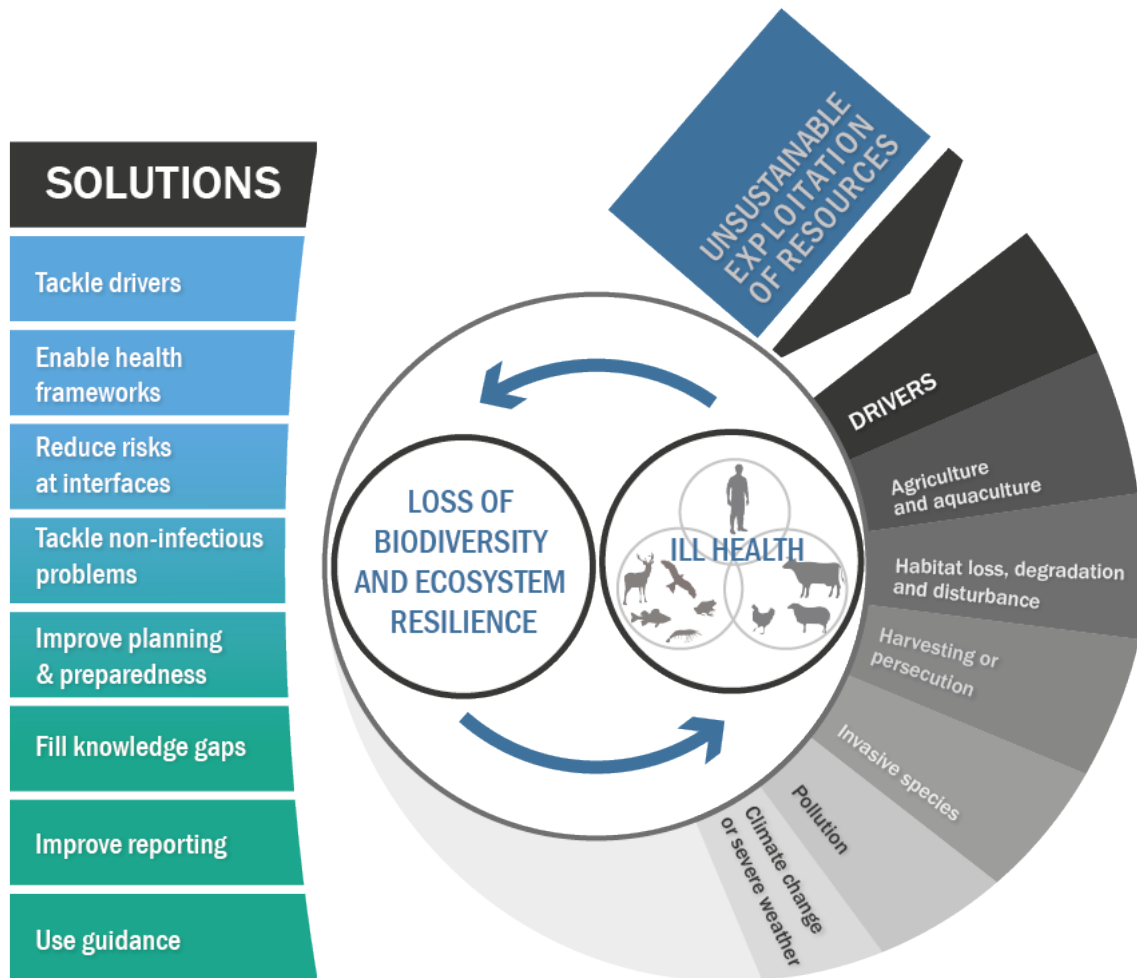 SOLUTIONS
Tackle drivers
Enable health
frameworks
Reduce risks
at interfaces
Tackle non-infectious
problems
Improve planning
& preparedness
Fill knowledge gaps
Improve reporting
Use guidance
LOSS OF
BIODIVERSITY
AND ECOSYSTEM
RESILIENCE
ILL HEALTH
UNSUSTAINABLE
EXPLOITATION
OF RESOURCES
DRIVERS
Agriculture
and aquaculture
Habitat loss, degradation
and disturbance
Harvesting or
persecution
Invasive species
Pollution
Climate change
or severe weather